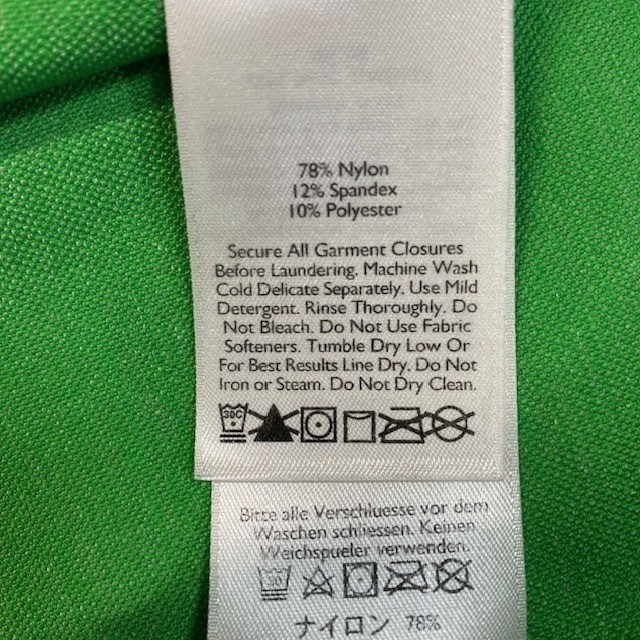 78% Nylon
12% Spandex
10% Polyester
Secure All Garment Closures
Before Laundering. Machine Wash
Cold Delicate Separately. Use Mild
Detergent. Rinse Thoroughly. Do
Not Bleach. Do Not Use Fabric
Softeners. Tumble Dry Low Or
For Best Results Line Dry. Do Not
Iron or Steam. Do Not Dry Clean.
30C
Bitte alle Verschluesse vor dem
Waschen schliessen. Keinen
Weichspueler verwenden.
30C
ナイロン 78%